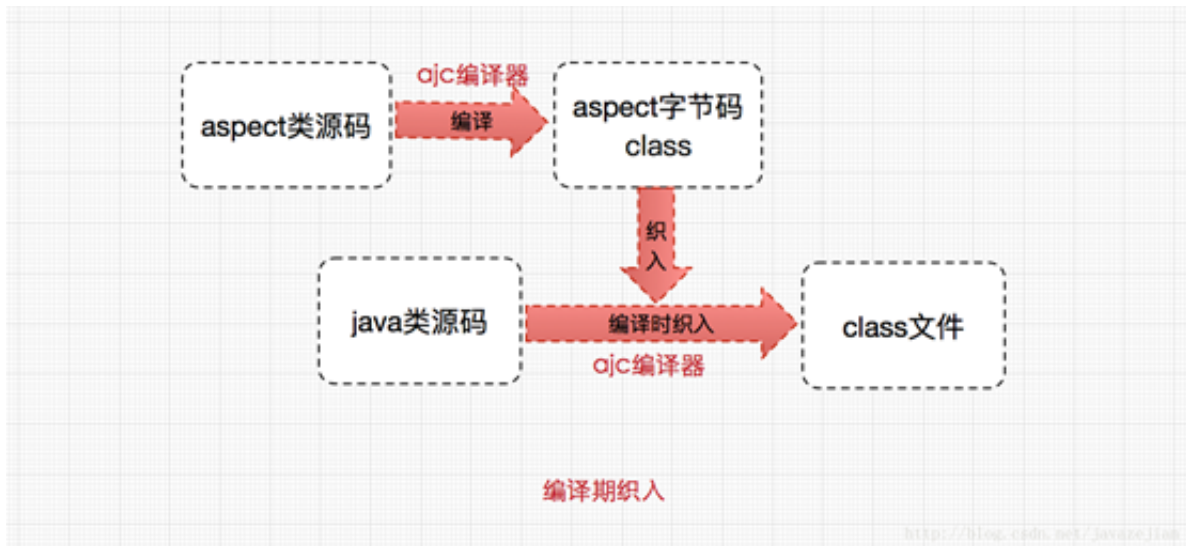 ajc编译器
aspect类源码
编译
aspect字节码
class
织
入
java类源码
编译时织入
class文件
ajc编译器
编译期织入
http://blog.csdn.net/javazejian